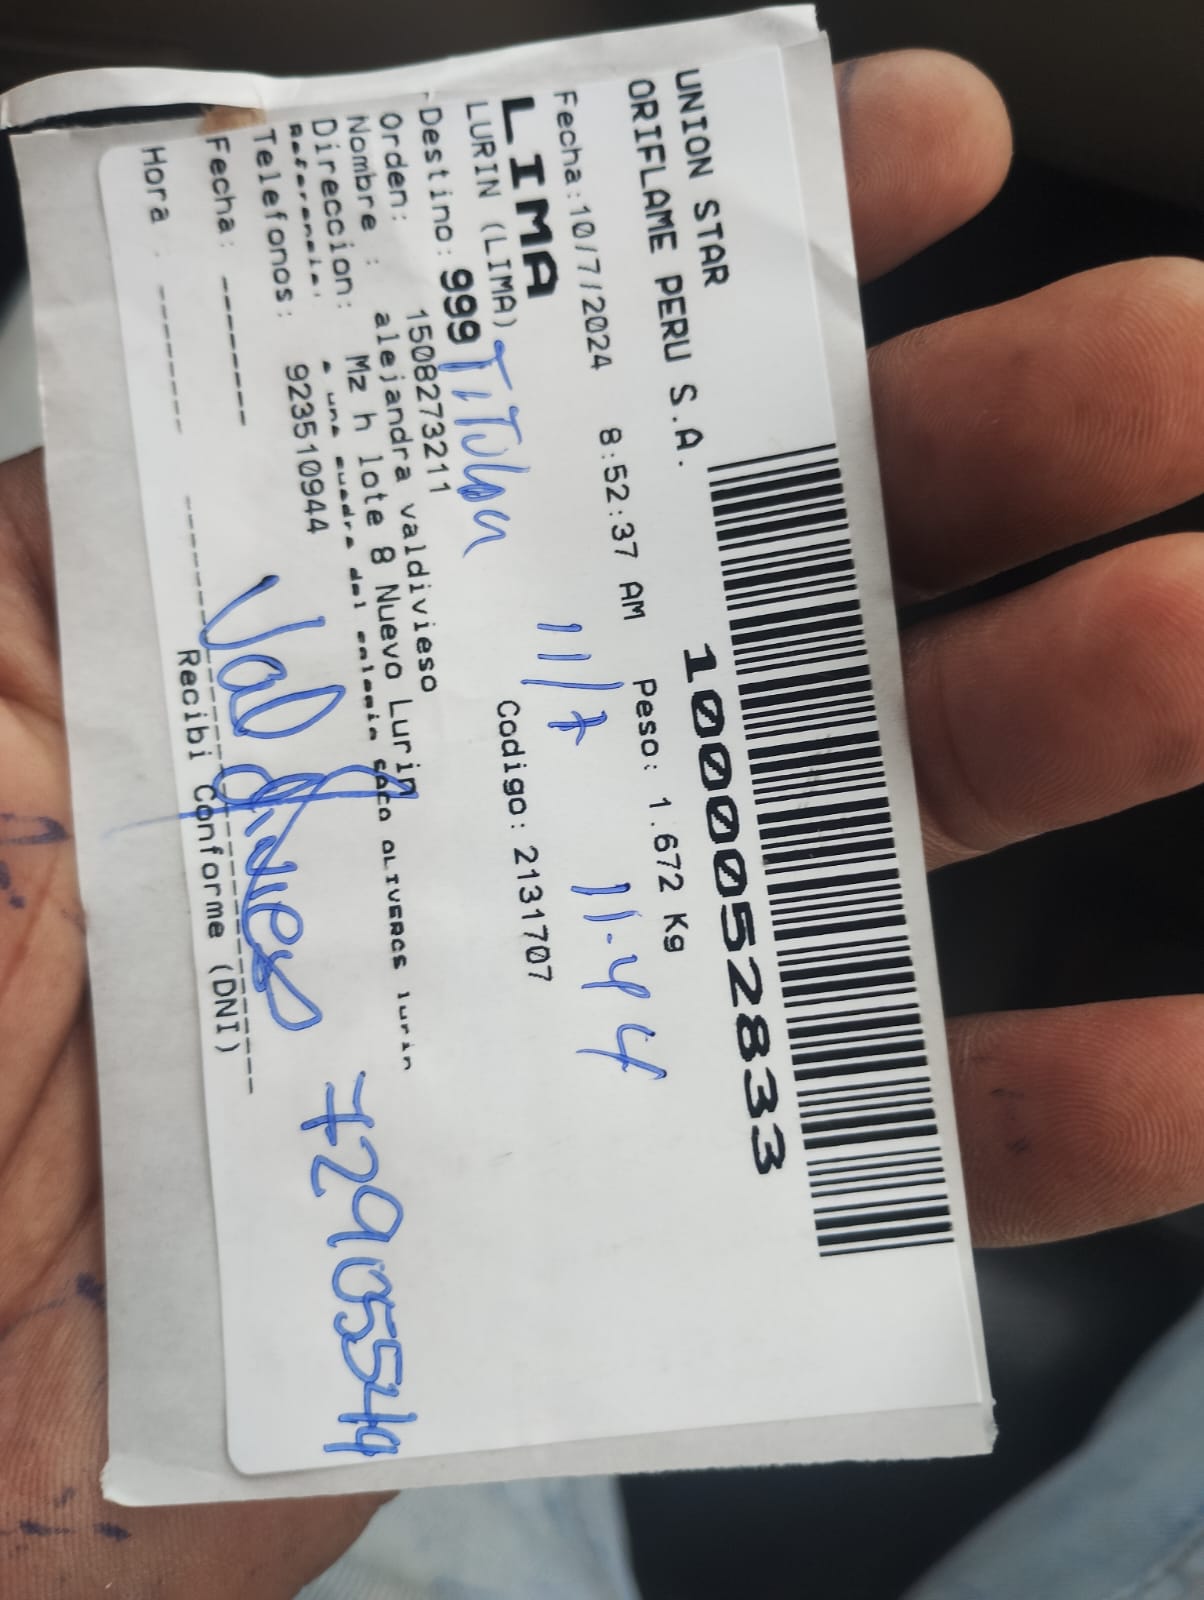 UNION STAR
ORIFLAME PERU S.A.
1000052833
Fecha:10/7/2024 8:52:37 AM Peso: 1.672 Kg
LIMA
11/7 11-44
LURIN (LIMA)
Codigo: 2131707
Destino: 999 Titular
Orden: 1508273211
Nombre : alejandra valdivieso
Direccion: Mz h lote 8 Nuevo Lurin
lurin
Telefonos: 923510944
Fecha: -------
72905549
Hora : --------
Recibi Conforme (DNI)